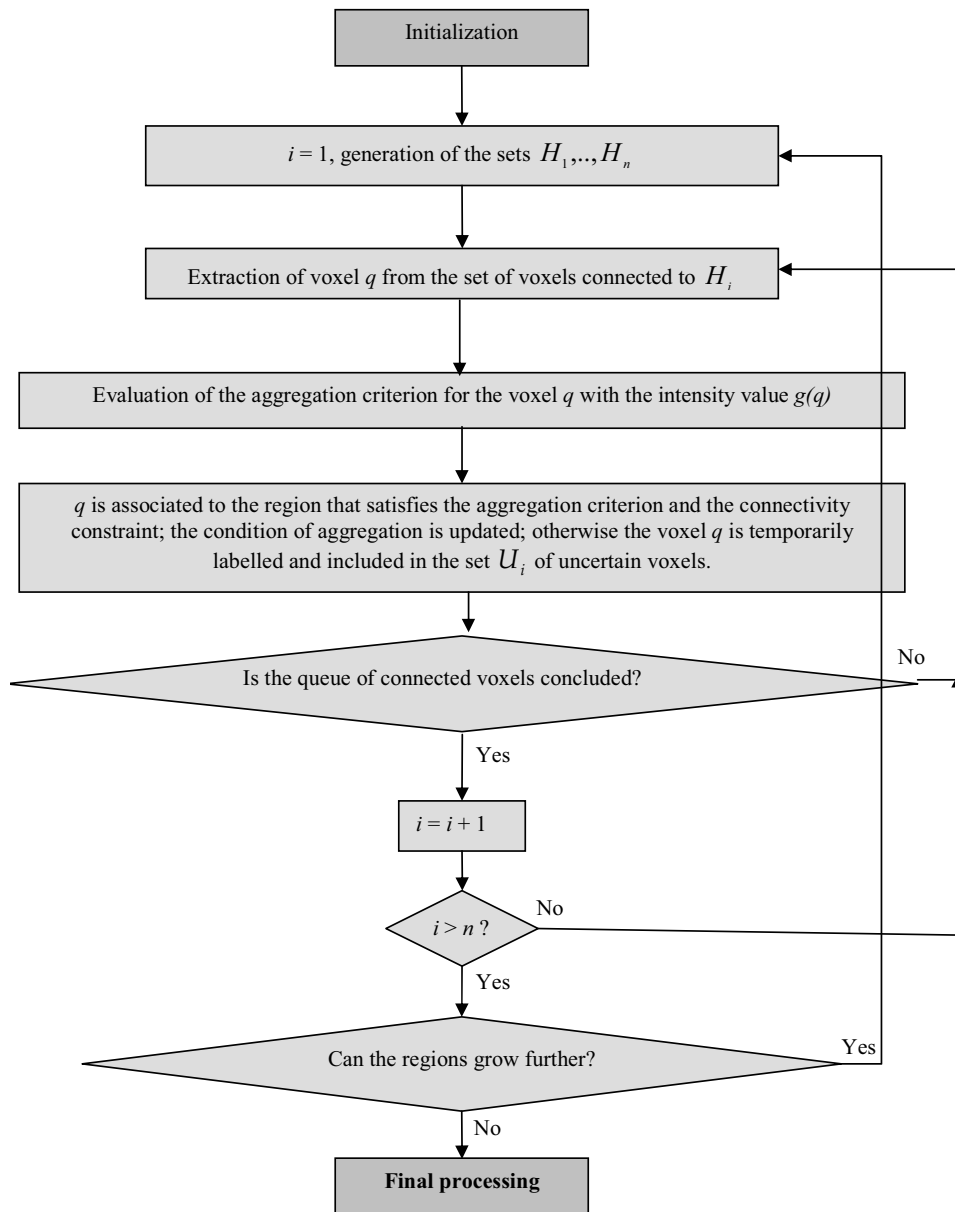 Initialization
i = 1, generation of the sets H₁,..,Hₙ
Extraction of voxel q from the set of voxels connected to Hᵢ
Evaluation of the aggregation criterion for the voxel q with the intensity value g(q)
q is associated to the region that satisfies the aggregation criterion and the connectivity
constraint; the condition of aggregation is updated; otherwise the voxel q is temporarily
labelled and included in the set Uᵢ of uncertain voxels.
Is the queue of connected voxels concluded?
No
Yes
i = i + 1
i > n ?
No
Yes
Can the regions grow further?
Yes
No
Final processing